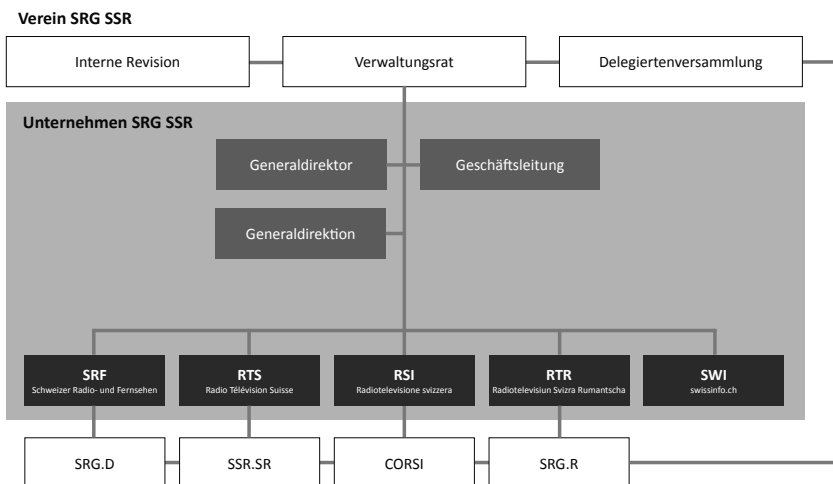 Verein SRG SSR
Interne Revision
Verwaltungsrat
Delegiertenversammlung
Unternehmen SRG SSR
Generaldirektor
Geschäftsleitung
Generaldirektion
SRF
Schweizer Radio- und Fernsehen
RTS
Radio Télévision Suisse
RSI
Radiotelevisione svizzera
RTR
Radiotelevisiun Svizra Rumantscha
SWI
swissinfo.ch
SRG.D
SSR.SR
CORSI
SRG.R